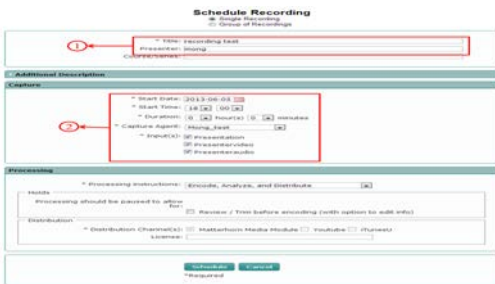 Schedule Recording
Single Recording
Group of Recordings
* Title: recording test
Presenter: mong
Course/Series:
1
Additional Description
Capture
* Start Date: 2013-06-03
* Start Time: 18 : 00
* Duration: 0 hour(s) 0 minutes
* Capture Agent: Mong_test
* Input(s): Presentation
Presentervideo
Presenteraudio
2
Processing
* Processing instructions: Encode, Analyze, and Distribute
Holds
Processing should be paused to allow
for:
Review / Trim before encoding (with option to edit info)
Distribution
* Distribution Channel(s): Matterhorn Media Module Youtube iTunesU
License:
Schedule Cancel
*Required